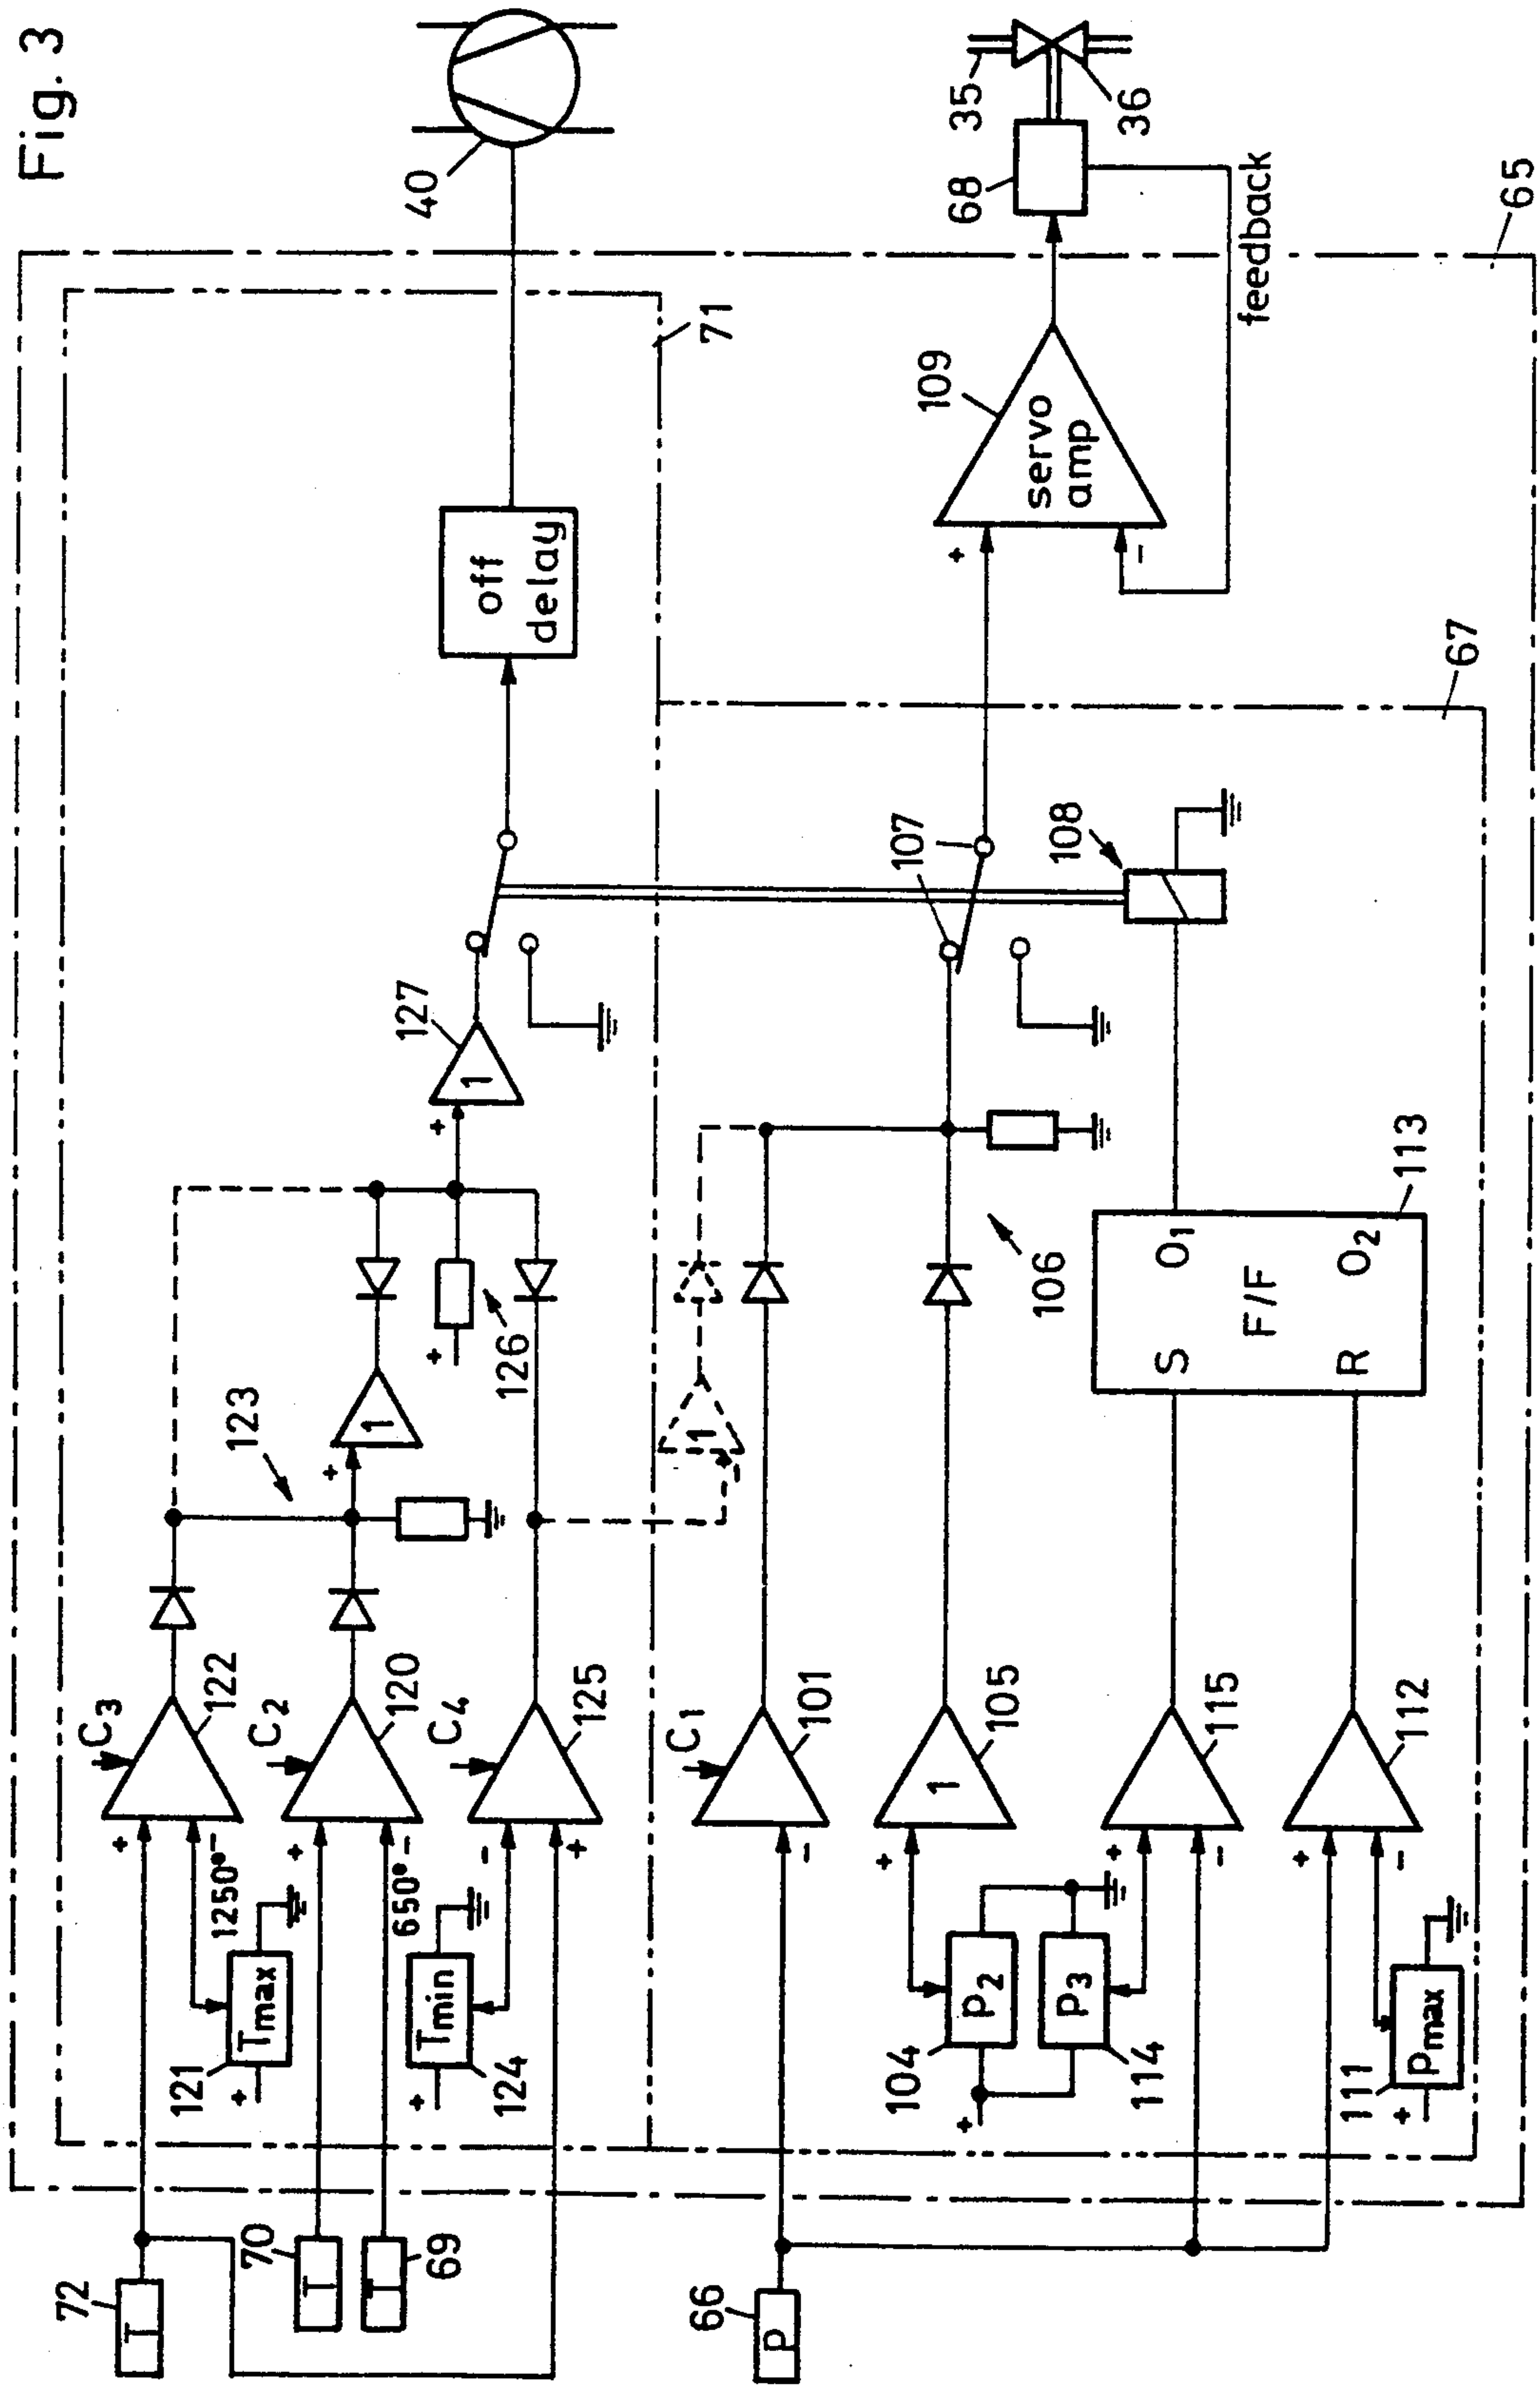 Fig. 3
40
35
36
68
feedback
65
71
109
servo
amp
+
-
off
delay
67
107
108
127
1
+
123
1
+
126
+
1
+
-
106
113
S
O1
F/F
R
O2
C3
122
+
-
1250°
Tmax
121
+
C2
120
+
-
650°
C4
125
-
+
Tmin
124
+
C1
101
-
105
1
+
104
P2
+
P3
114
115
+
-
112
+
-
111
Pmax
+
72
T
70
T
69
T
66
P